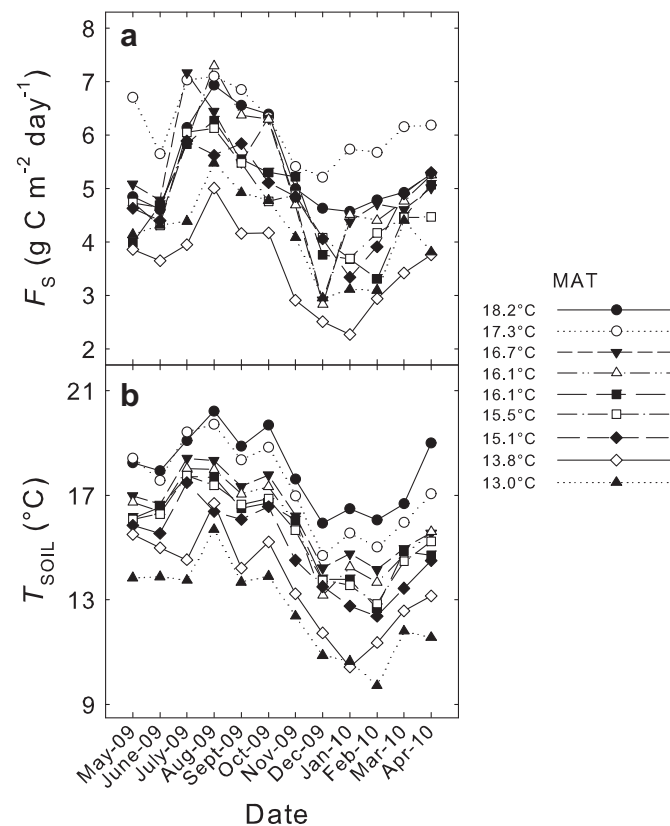 a
8
7
6
5
4
3
2
F_S (g C m⁻² day⁻¹)
b
21
17
13
9
T_SOIL (°C)
May-09
June-09
July-09
Aug-09
Sept-09
Oct-09
Nov-09
Dec-09
Jan-10
Feb-10
Mar-10
Apr-10
Date
MAT
18.2°C
17.3°C
16.7°C
16.1°C
16.1°C
15.5°C
15.1°C
13.8°C
13.0°C